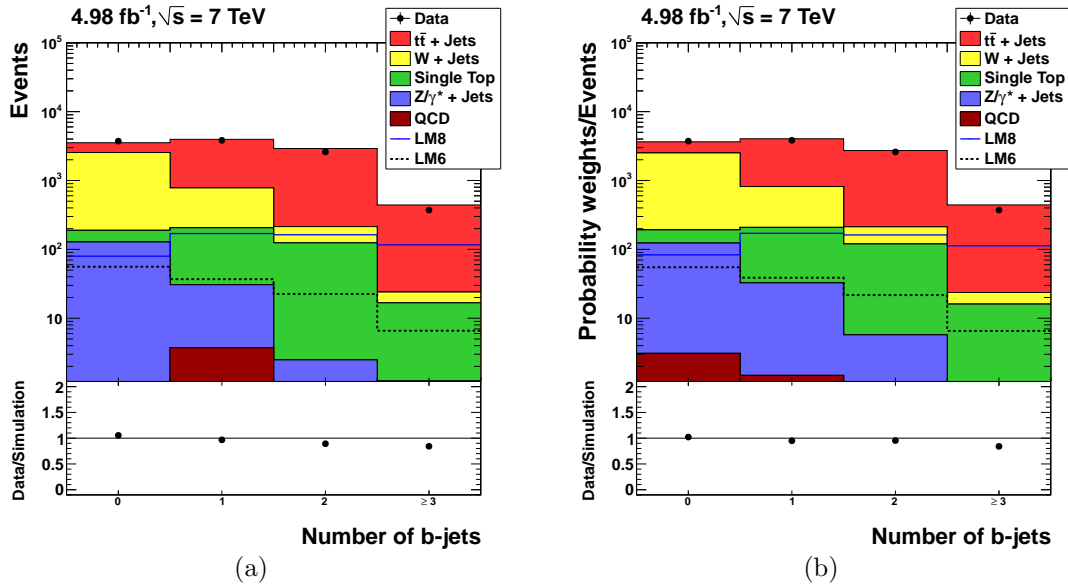 4.98 fb⁻¹,√s = 7 TeV
Events
10⁵
10⁴
10³
10²
10
Data
tt̄ + Jets
W + Jets
Single Top
Z/γ* + Jets
QCD
LM8
LM6
Data/Simulation
2
1.5
1
0.5
0
0 1 2 ≥ 3
Number of b-jets
(a)
4.98 fb⁻¹,√s = 7 TeV
Probability weights/Events
10⁵
10⁴
10³
10²
10
Data
tt̄ + Jets
W + Jets
Single Top
Z/γ* + Jets
QCD
LM8
LM6
Data/Simulation
2
1.5
1
0.5
0
0 1 2 ≥ 3
Number of b-jets
(b)